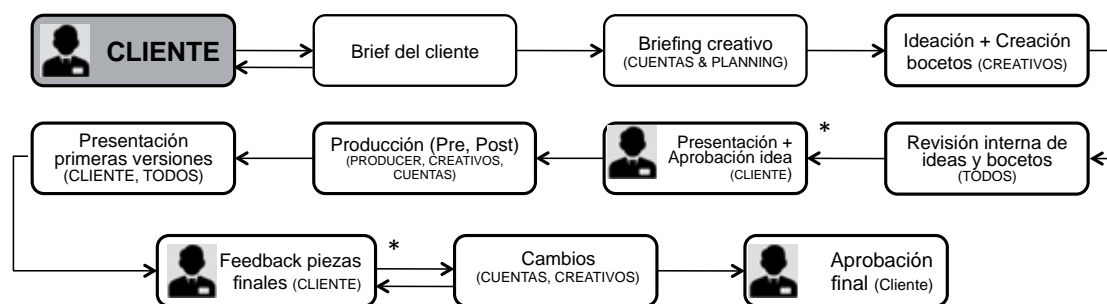 CLIENTE
Brief del cliente
Briefing creativo
(CUENTAS & PLANNING)
Ideación + Creación
bocetos (CREATIVOS)
Presentación
primeras versiones
(CLIENTE, TODOS)
Producción (Pre, Post)
(PRODUCER, CREATIVOS,
CUENTAS)
Presentación +
Aprobación idea
(CLIENTE)
*
Revisión interna de
ideas y bocetos
(TODOS)
Feedback piezas
finales (CLIENTE)
*
Cambios
(CUENTAS, CREATIVOS)
Aprobación
final (Cliente)